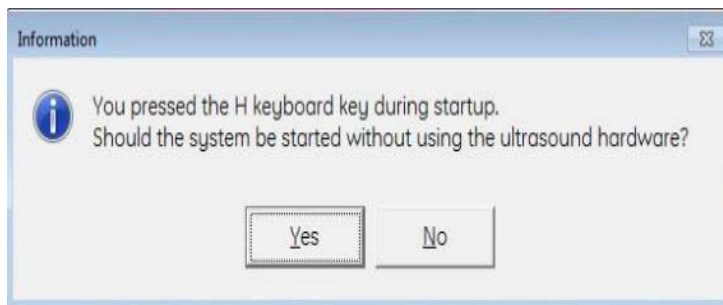 Information
You pressed the H keyboard key during startup.
Should the system be started without using the ultrasound hardware?
Yes
No